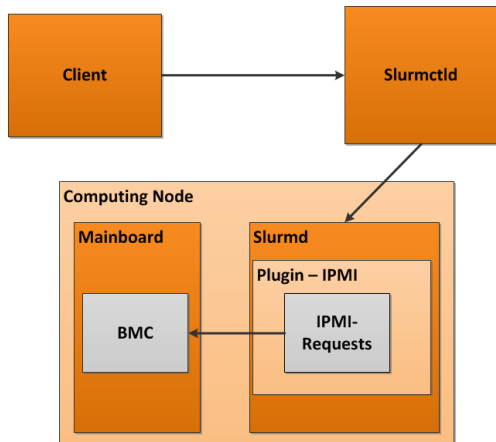 Client
Slurmctld
Computing Node
Mainboard
Slurmd
Plugin – IPMI
BMC
IPMI-
Requests